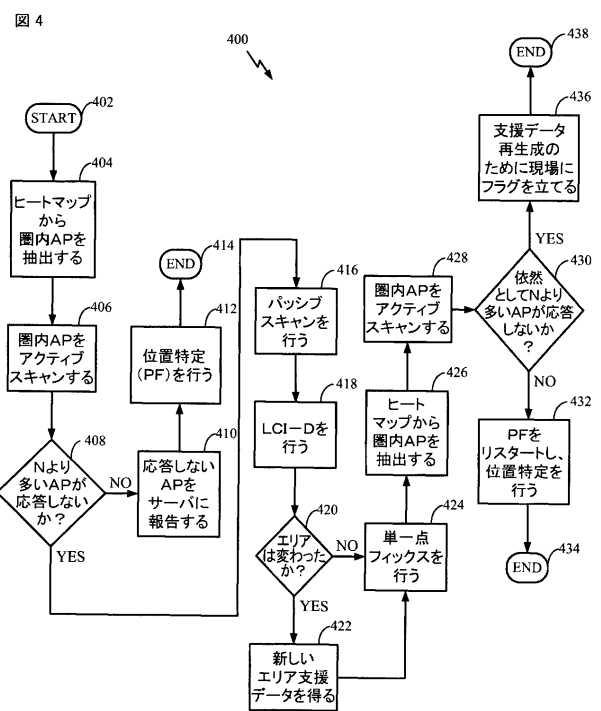 図 4
400
START
402
404
ヒートマップ
から
圏内AP を
抽出する
406
圏内APを
アクティブ
スキャンする
408
Nより
多いAPが
応答しない
か?
NO
YES
410
応答しない
APを
サーバに
報告する
412
位置特定
(PF)を行う
END
414
416
パッシブ
スキャンを
行う
418
LCI-Dを
行う
420
エリア
は変わった
か?
NO
YES
422
新しい
エリア支援
データを得る
424
単一点
フィックスを
行う
426
ヒート
マップから
圏内APを
抽出する
428
圏内APを
アクティブ
スキャンする
430
依然
としてNより
多いAPが応答
しないか
?
YES
NO
432
PFを
リスタートし、
位置特定を
行う
END
434
436
支援データ
再生成の
ために現場に
フラグを立てる
END
438